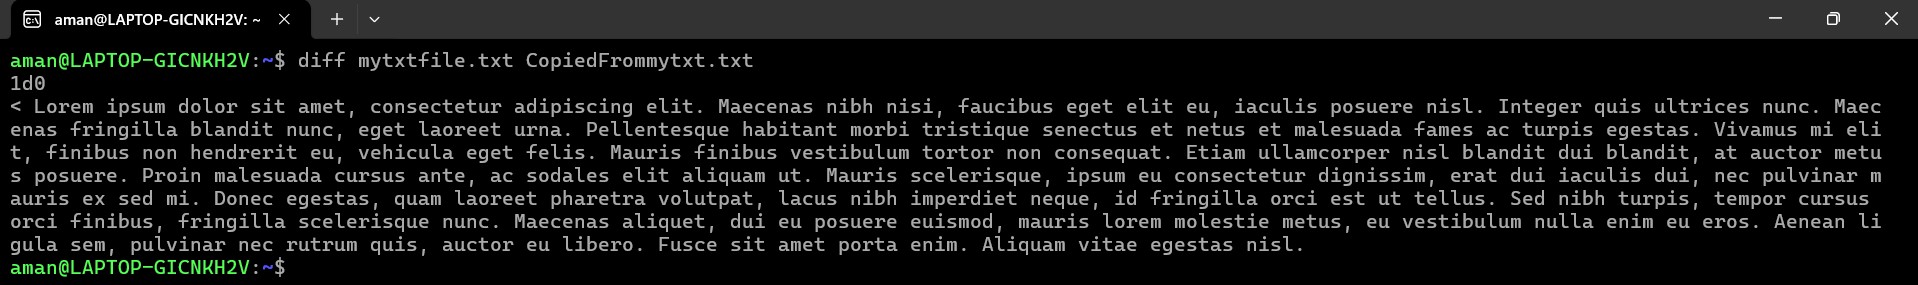 aman@LAPTOP-GICNKH2V: ~
aman@LAPTOP-GICNKH2V:~$ diff mytxtfile.txt CopiedFrommytxt.txt
1d0
< Lorem ipsum dolor sit amet, consectetur adipiscing elit. Maecenas nibh nisi, faucibus eget elit eu, iaculis posuere nisl. Integer quis ultrices nunc. Maec
enas fringilla blandit nunc, eget laoreet urna. Pellentesque habitant morbi tristique senectus et netus et malesuada fames ac turpis egestas. Vivamus mi eli
t, finibus non hendrerit eu, vehicula eget felis. Mauris finibus vestibulum tortor non consequat. Etiam ullamcorper nisl blandit dui blandit, at auctor metu
s posuere. Proin malesuada cursus ante, ac sodales elit aliquam ut. Mauris scelerisque, ipsum eu consectetur dignissim, erat dui iaculis dui, nec pulvinar m
auris ex sed mi. Donec egestas, quam laoreet pharetra volutpat, lacus nibh imperdiet neque, id fringilla orci est ut tellus. Sed nibh turpis, tempor cursus
orci finibus, fringilla scelerisque nunc. Maecenas aliquet, dui eu posuere euismod, mauris lorem molestie metus, eu vestibulum nulla enim eu eros. Aenean li
gula sem, pulvinar nec rutrum quis, auctor eu libero. Fusce sit amet porta enim. Aliquam vitae egestas nisl.
aman@LAPTOP-GICNKH2V:~$